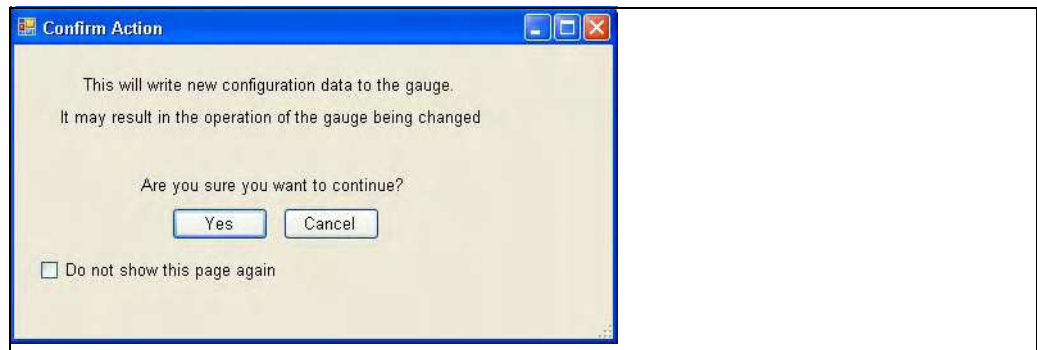 Confirm Action
This will write new configuration data to the gauge.
It may result in the operation of the gauge being changed
Are you sure you want to continue?
Yes Cancel
Do not show this page again